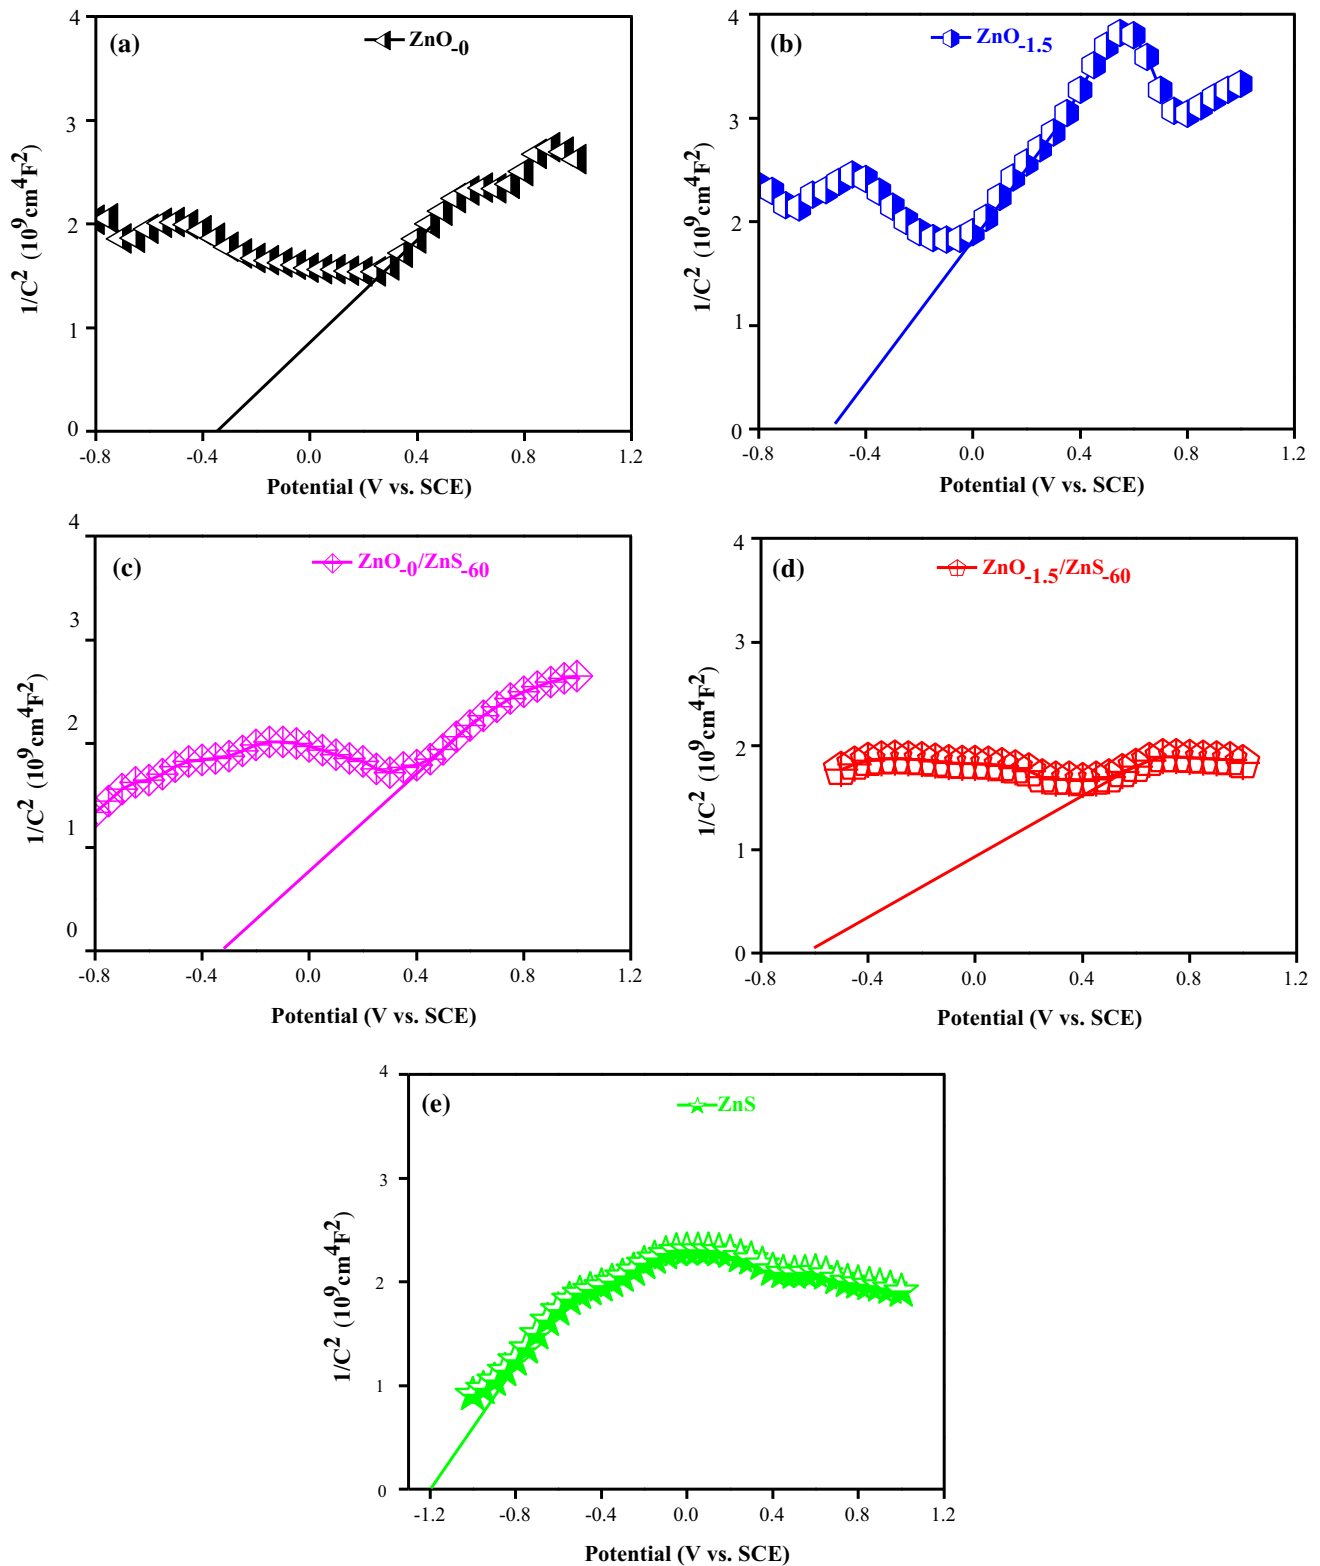 (a)
ZnO-0
1/C2 (109cm4F2)
4
3
2
1
0
-0.8 -0.4 0.0 0.4 0.8 1.2
Potential (V vs. SCE)
(b)
ZnO-1.5
1/C2 (109cm4F2)
4
3
2
1
0
-0.8 -0.4 0.0 0.4 0.8 1.2
Potential (V vs. SCE)
(c)
ZnO-0/ZnS-60
1/C2 (109cm4F2)
4
3
2
1
0
-0.8 -0.4 0.0 0.4 0.8 1.2
Potential (V vs. SCE)
(d)
ZnO-1.5/ZnS-60
1/C2 (109cm4F2)
4
3
2
1
0
-0.8 -0.4 0.0 0.4 0.8 1.2
Potential (V vs. SCE)
(e)
ZnS
1/C2 (109cm4F2)
4
3
2
1
0
-1.2 -0.8 -0.4 0.0 0.4 0.8 1.2
Potential (V vs. SCE)